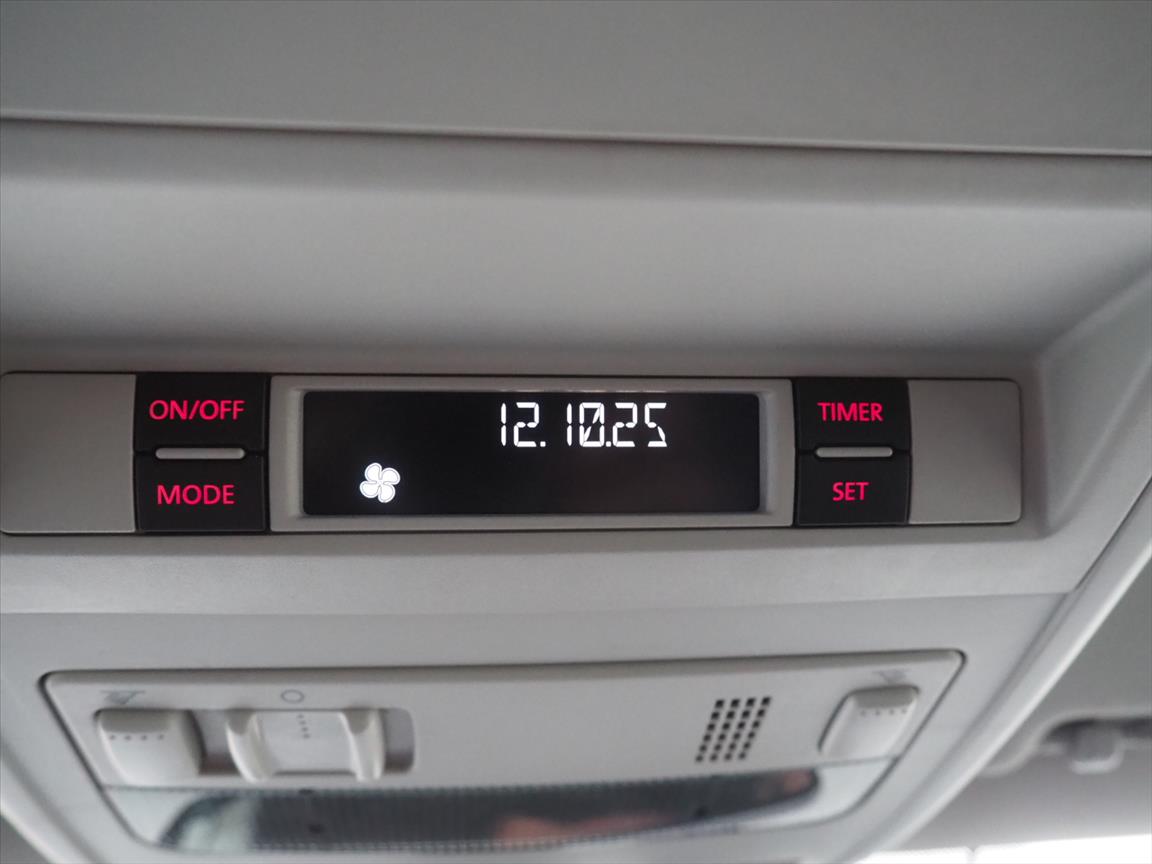 ON/OFF
MODE
12.10.25
TIMER
SET